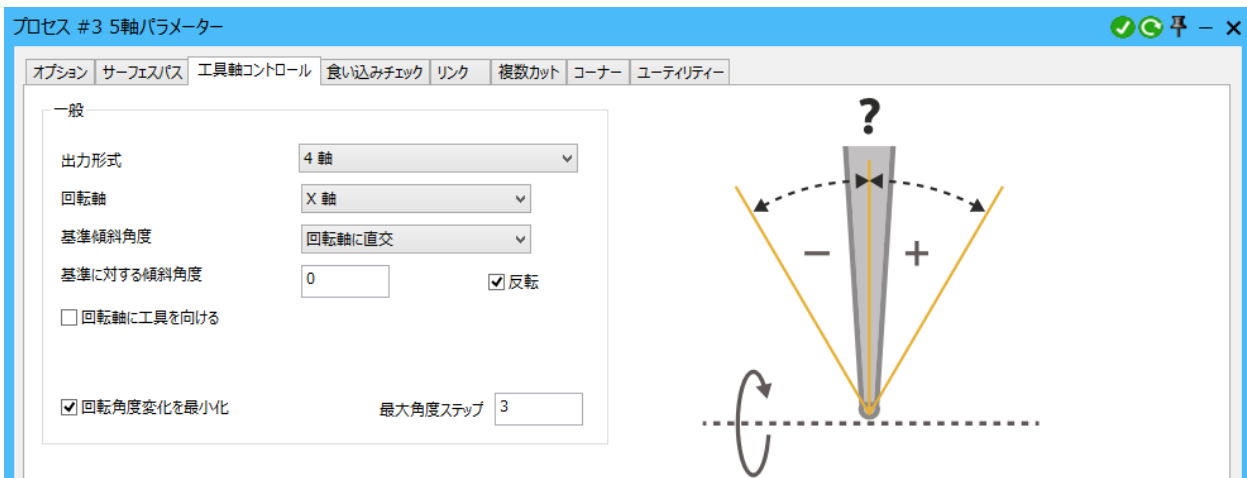 プロセス #3 5軸パラメーター
オプション サーフェスパス 工具軸コントロール 食い込みチェック リンク 複数カット コーナー ユーティリティー
一般
出力形式 4 軸
回転軸 X 軸
基準傾斜角度 回転軸に直交
基準に対する傾斜角度 0 反転
回転軸に工具を向ける
回転角度変化を最小化 最大角度ステップ 3
?
− +